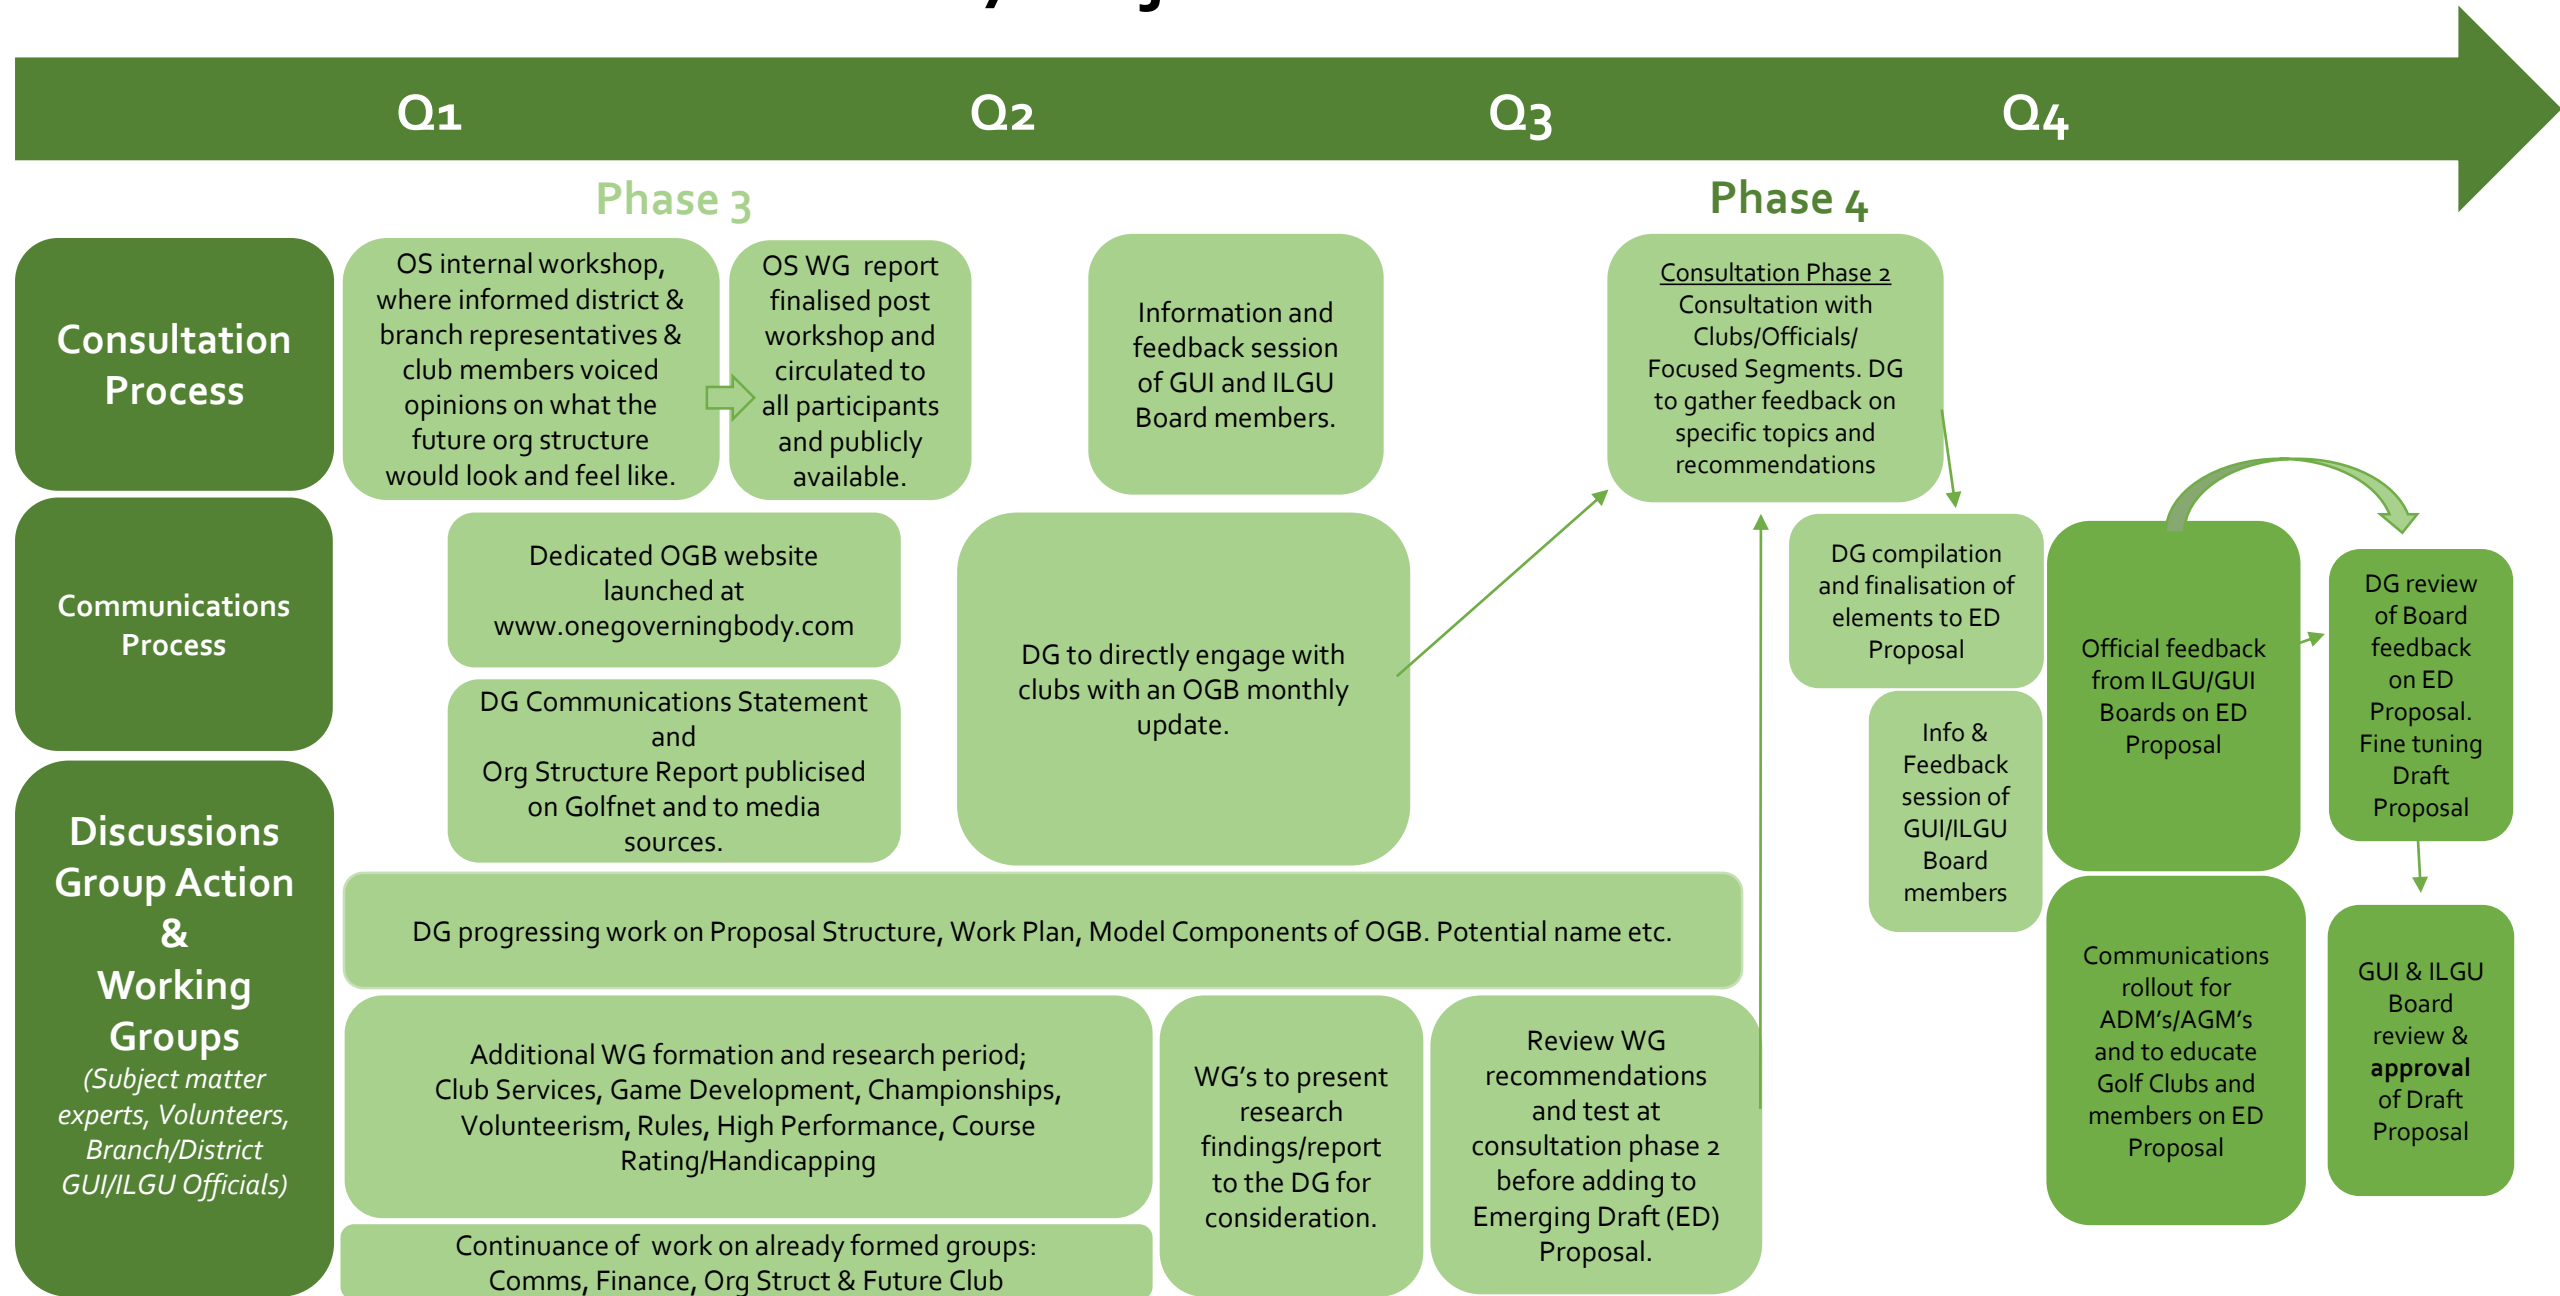 Q1
Q2
Q3
Q4
Phase 3
Phase 4
Consultation
Process
OS internal workshop,
where informed district &
branch representatives &
club members voiced
opinions on what the
future org structure
would look and feel like.
OS WG report
finalised post
workshop and
circulated to
all participants
and publicly
available.
Information and
feedback session
of GUI and ILGU
Board members.
Consultation Phase 2
Consultation with
Clubs/Officials/
Focused Segments. DG
to gather feedback on
specific topics and
recommendations
Communications
Process
Dedicated OGB website
launched at
www.onegoverningbody.com
DG Communications Statement
and
Org Structure Report publicised
on Golfnet and to media
sources.
DG to directly engage with
clubs with an OGB monthly
update.
DG compilation
and finalisation of
elements to ED
Proposal
Info &
Feedback
session of
GUI/ILGU
Board
members
Official feedback
from ILGU/GUI
Boards on ED
Proposal
DG review
of Board
feedback
on ED
Proposal.
Fine tuning
Draft
Proposal
Discussions
Group Action
&
Working
Groups
(Subject matter
experts, Volunteers,
Branch/District
GUI/ILGU Officials)
DG progressing work on Proposal Structure, Work Plan, Model Components of OGB. Potential name etc.
Additional WG formation and research period;
Club Services, Game Development, Championships,
Volunteerism, Rules, High Performance, Course
Rating/Handicapping
Continuance of work on already formed groups:
Comms, Finance, Org Struct & Future Club
WG's to present
research
findings/report
to the DG for
consideration.
Review WG
recommendations
and test at
consultation phase 2
before adding to
Emerging Draft (ED)
Proposal.
Communications
rollout for
ADM's/AGM's
and to educate
Golf Clubs and
members on ED
Proposal
GUI & ILGU
Board
review &
approval
of Draft
Proposal